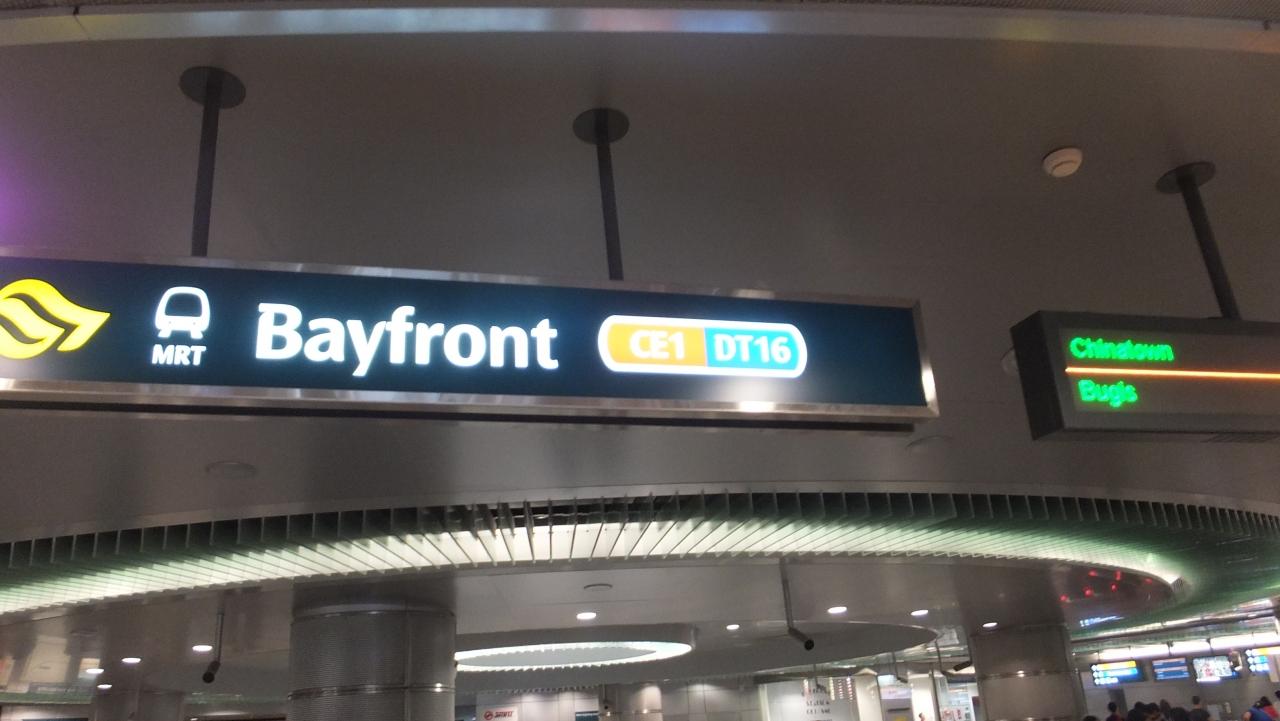 MRT
Bayfront
CE1 DT16
Chinatown
Bugis